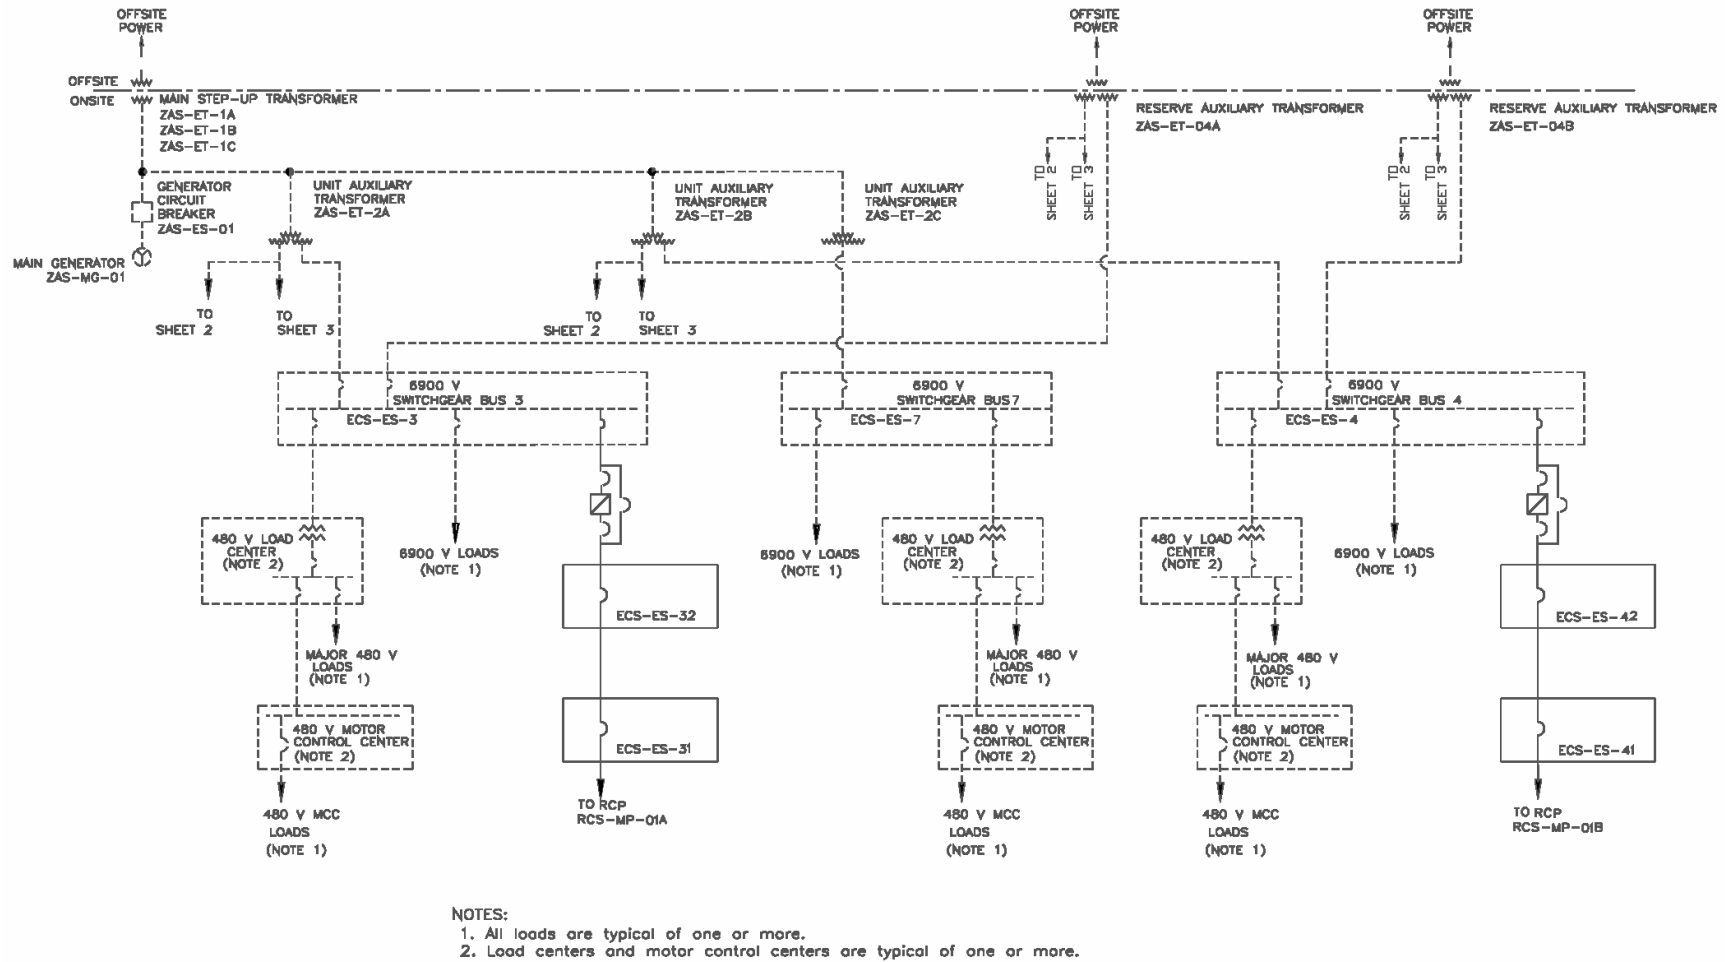 OFFSITE
POWER
OFFSITE
POWER
OFFSITE
POWER
OFFSITE
ONSITE
MAIN STEP-UP TRANSFORMER
ZAS-ET-1A
ZAS-ET-1B
ZAS-ET-1C
RESERVE AUXILIARY TRANSFORMER
ZAS-ET-04A
RESERVE AUXILIARY TRANSFORMER
ZAS-ET-04B
TO
SHEET 2
TO
SHEET 3
TO
SHEET 2
TO
SHEET 3
GENERATOR
CIRCUIT
BREAKER
ZAS-ES-01
UNIT AUXILIARY
TRANSFORMER
ZAS-ET-2A
UNIT AUXILIARY
TRANSFORMER
ZAS-ET-2B
UNIT AUXILIARY
TRANSFORMER
ZAS-ET-2C
MAIN GENERATOR
ZAS-MG-01
TO
SHEET 2
TO
SHEET 3
TO
SHEET 2
TO
SHEET 3
6900 V
SWITCHGEAR BUS 3
ECS-ES-3
6900 V
SWITCHGEAR BUS7
ECS-ES-7
6900 V
SWITCHGEAR BUS 4
ECS-ES-4
480 V LOAD
CENTER
(NOTE 2)
6900 V LOADS
(NOTE 1)
6900 V LOADS
(NOTE 1)
480 V LOAD
CENTER
(NOTE 2)
480 V LOAD
CENTER
(NOTE 2)
6900 V LOADS
(NOTE 1)
ECS-ES-32
ECS-ES-42
MAJOR 480 V
LOADS
(NOTE 1)
MAJOR 480 V
LOADS
(NOTE 1)
MAJOR 480 V
LOADS
(NOTE 1)
480 V MOTOR
CONTROL CENTER
(NOTE 2)
ECS-ES-31
480 V MOTOR
CONTROL CENTER
(NOTE 2)
480 V MOTOR
CONTROL CENTER
(NOTE 2)
ECS-ES-41
480 V MCC
LOADS
(NOTE 1)
TO RCP
RCS-MP-01A
480 V MCC
LOADS
(NOTE 1)
480 V MCC
LOADS
(NOTE 1)
TO RCP
RCS-MP-01B
NOTES:
1. All loads are typical of one or more.
2. Load centers and motor control centers are typical of one or more.